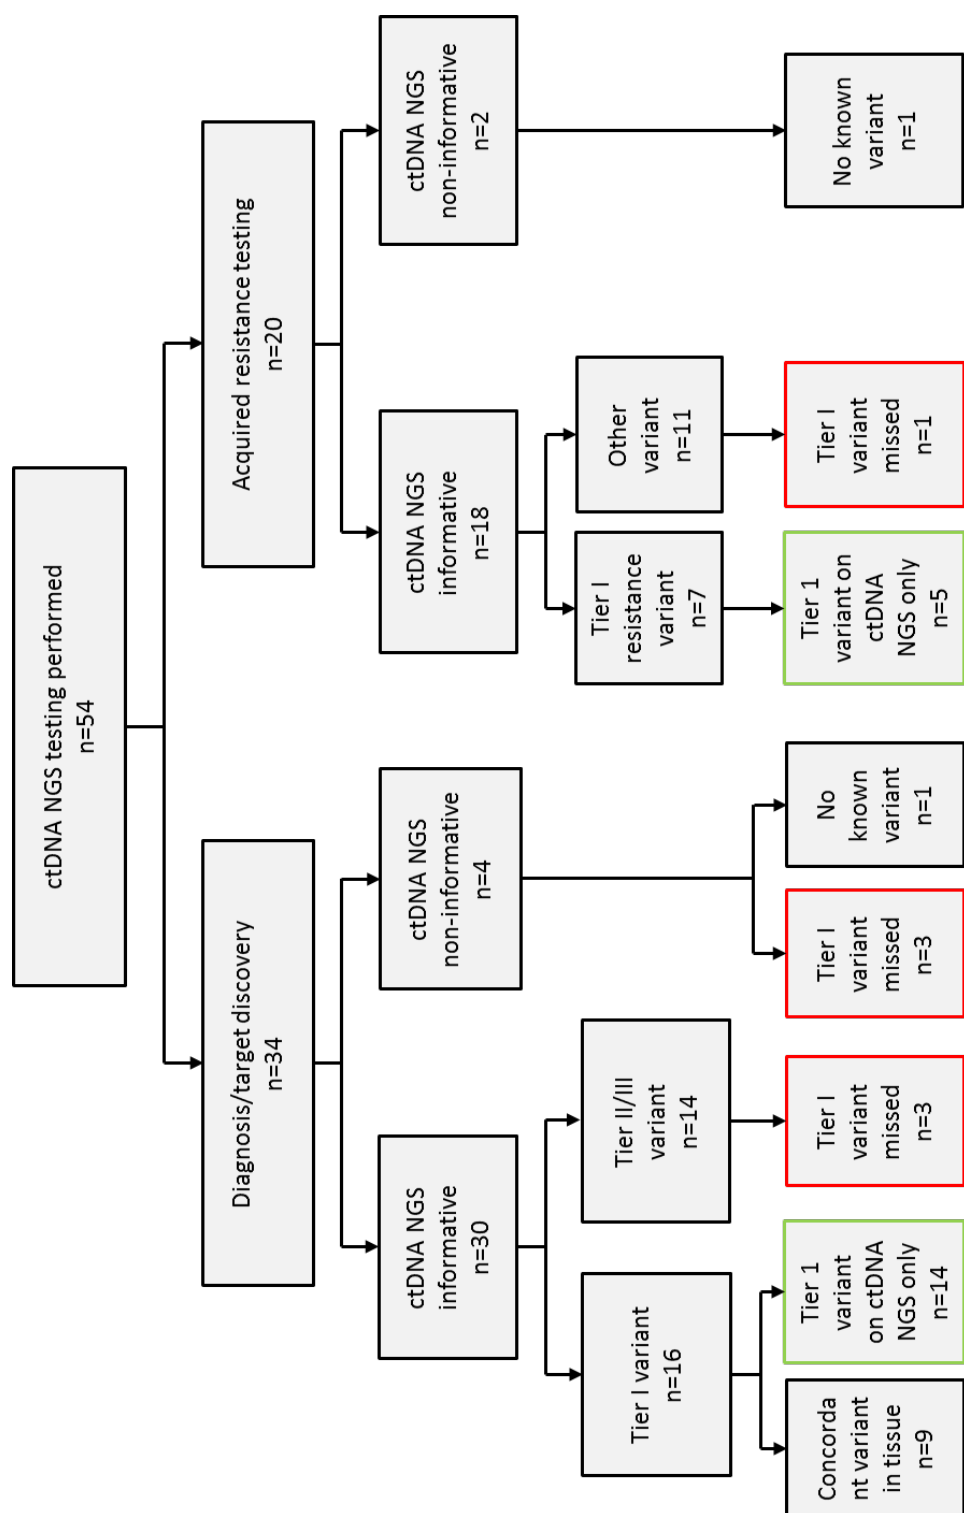 ctDNA NGS testing performed
n=54
Diagnosis/target discovery
n=34
Acquired resistance testing
n=20
ctDNA NGS
informative
n=30
ctDNA NGS
non-informative
n=4
ctDNA NGS
informative
n=18
ctDNA NGS
non-informative
n=2
Tier I variant
n=16
Tier II/III
variant
n=14
Tier I
resistance
variant
n=7
Other
variant
n=11
Concorda
nt variant
in tissue
n=9
Tier 1
variant
on ctDNA
NGS only
n=14
Tier I
variant
missed
n=3
Tier I
variant
missed
n=3
No
known
variant
n=1
Tier 1
variant on
ctDNA
NGS only
n=5
Tier I
variant
missed
n=1
No known
variant
n=1